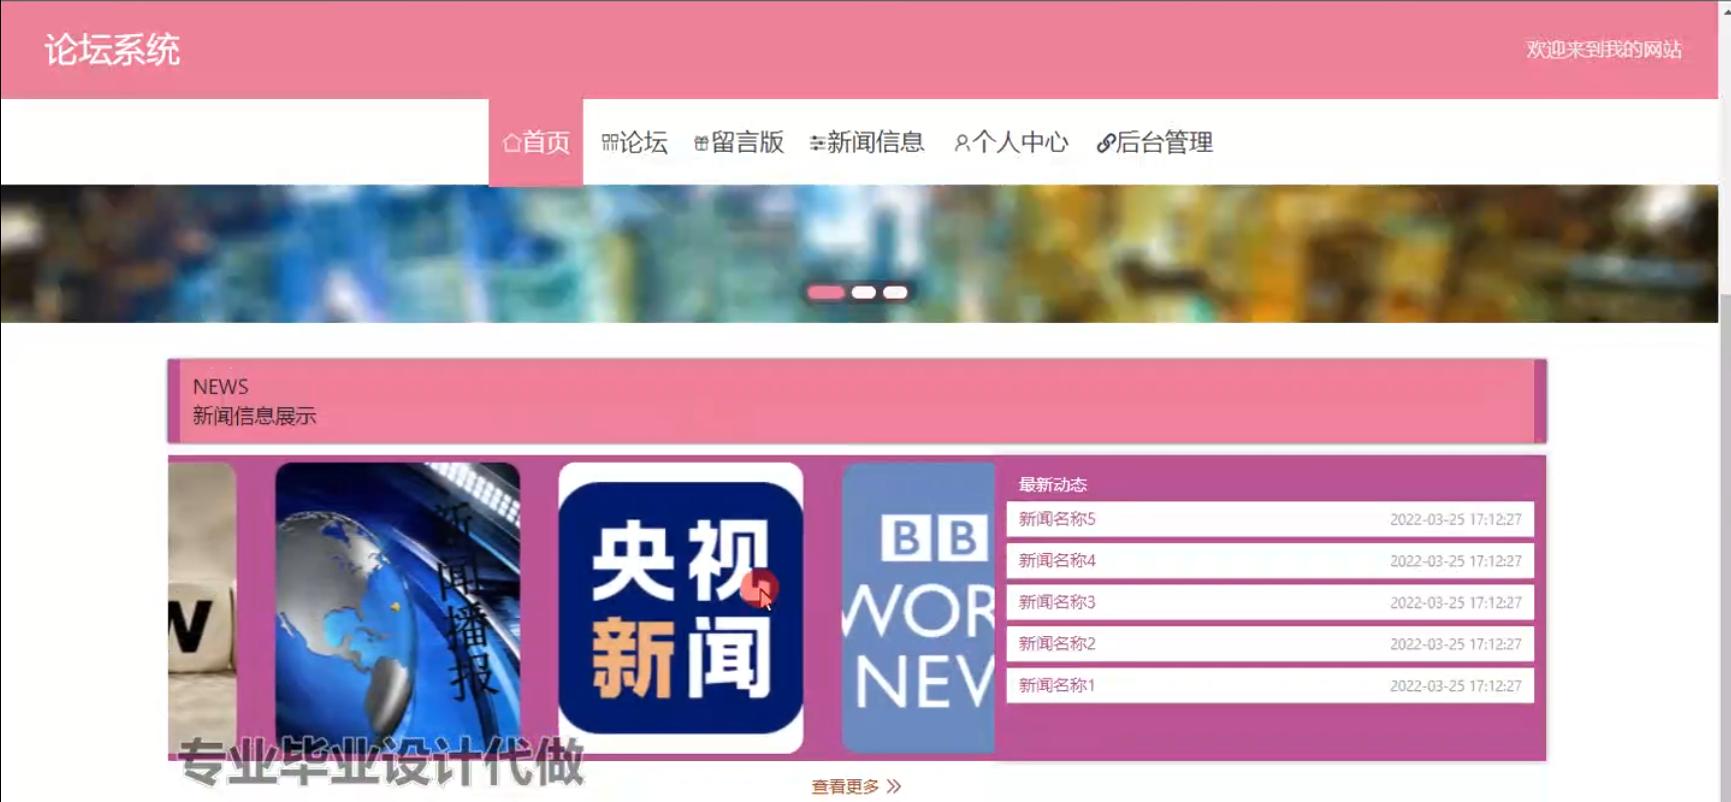 论坛系统
欢迎来到我的网站
首页 论坛 留言版 新闻信息 个人中心 后台管理
NEWS
新闻信息展示
W
新闻播报
央视
新闻
BB
WOR
NEW
最新动态
新闻名称5 2022-03-25 17:12:27
新闻名称4 2022-03-25 17:12:27
新闻名称3 2022-03-25 17:12:27
新闻名称2 2022-03-25 17:12:27
新闻名称1 2022-03-25 17:12:27
专业毕业设计代做
查看更多